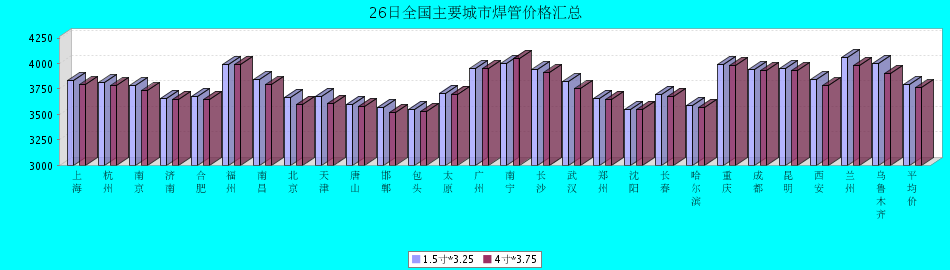 26日全国主要城市焊管价格汇总
4250
4000
3750
3500
3250
3000
上海
杭州
南京
济南
合肥
福州
南昌
北京
天津
唐山
邯郸
包头
太原
广州
南宁
长沙
武汉
郑州
沈阳
长春
哈尔滨
重庆
成都
昆明
西安
兰州
乌鲁木齐
平均价
1.5寸*3.25
4寸*3.75